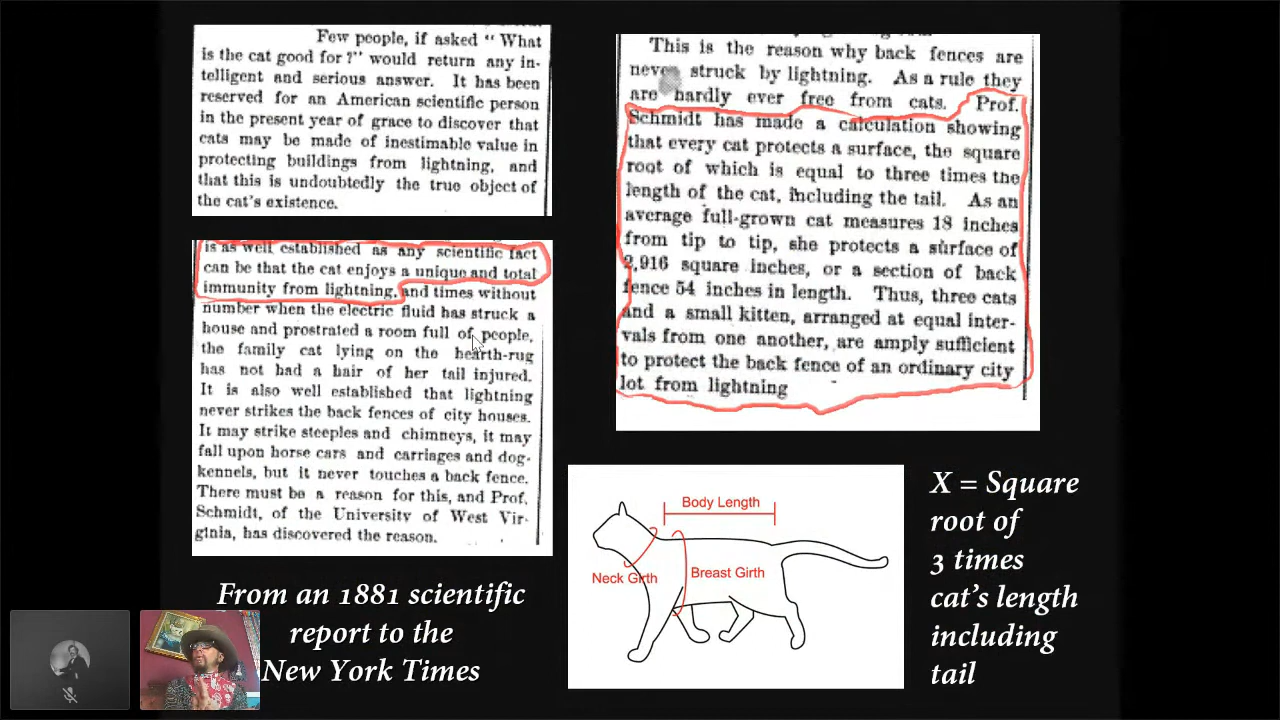 Few people, if asked “ What
is the cat good for ?” would return any in-
telligent and serious answer. It has been
reserved for an American scientific person
in the present year of grace to discover that
cats may be made of inestimable value in
protecting buildings from lightning, and
that this is undoubtedly the true object of
the cat's existence.
is as well established as any scientific fact
can be that the cat enjoys a unique and total
immunity from lightning, and times without
number when the electric fluid has struck a
house and prostrated a room full of people,
the family cat lying on the hearth-rug
has not had a hair of her tail injured.
It is also well established that lightning
never strikes the back fences of city houses.
It may strike steeples and chimneys, it may
fall upon horse cars and carriages and dog-
kennels, but it never touches a back fence.
There must be a reason for this, and Prof.
Schmidt, of the University of West Vir-
ginia, has discovered the reason.
From an 1881 scientific
report to the
New York Times
This is the reason why back fences are
never struck by lightning. As a rule they
are hardly ever free from cats. Prof.
Schmidt has made a calculation showing
that every cat protects a surface, the square
root of which is equal to three times the
length of the cat, including the tail. As an
average full-grown cat measures 18 inches
from tip to tip, she protects a surface of
2,916 square inches, or a section of back
fence 54 inches in length. Thus, three cats
and a small kitten, arranged at equal inter-
vals from one another, are amply sufficient
to protect the back fence of an ordinary city
lot from lightning
Body Length
Neck Girth
Breast Girth
X = Square
root of
3 times
cat's length
including
tail